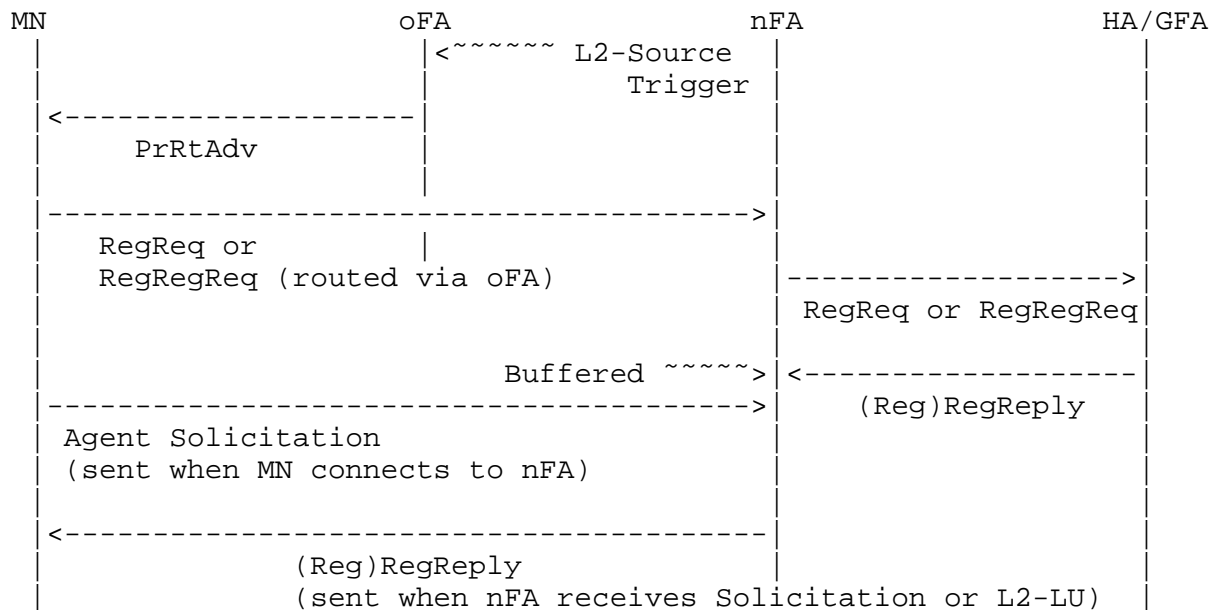 MN oFA nFA HA/GFA
|<~~~~~~ L2-Source
Trigger
<---------------------
PrRtAdv
------------------------------------------>
RegReq or
RegRegReq (routed via oFA)
-------------------->
RegReq or RegRegReq
Buffered ~~~~~> <--------------------
------------------------------------------> (Reg)RegReply
Agent Solicitation
(sent when MN connects to nFA)
<------------------------------------------
(Reg)RegReply
(sent when nFA receives Solicitation or L2-LU)